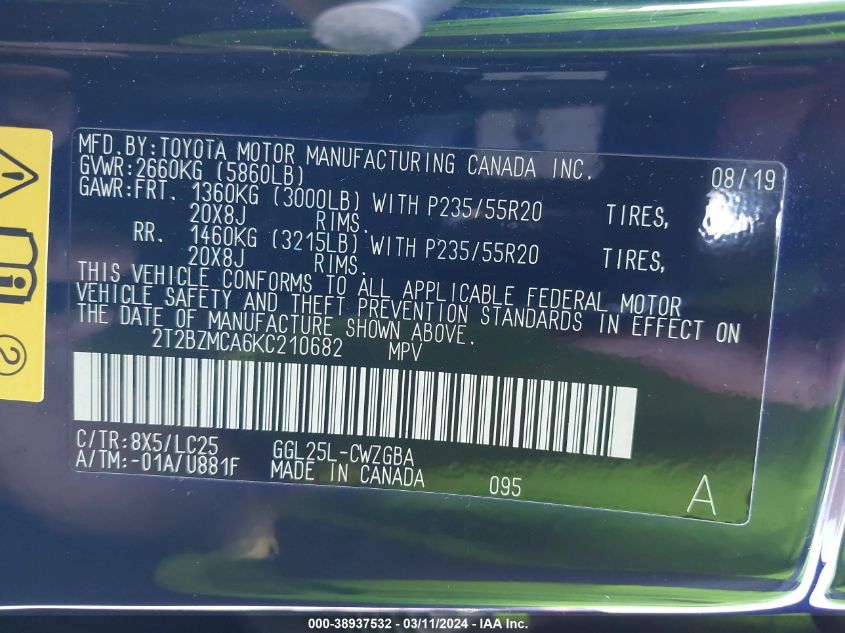 MFD.BY:TOYOTA MOTOR MANUFACTURING CANADA INC. 08/19
GVWR:2660KG (5860LB)
GAWR:FRT. 1360KG (3000LB) WITH P235/55R20 TIRES,
20X8J RIMS.
RR. 1460KG (3215LB) WITH P235/55R20 TIRES,
20X8J RIMS.
THIS VEHICLE CONFORMS TO ALL APPLICABLE FEDERAL MOTOR
VEHICLE SAFETY AND THEFT PREVENTION STANDARDS IN EFFECT ON
THE DATE OF MANUFACTURE SHOWN ABOVE.
2T2BZMCA6KC210682 MPV
C/TR:8X5/LC25 GGL25L-CWZGBA
A/TM:-01A/U881F MADE IN CANADA 095 A
2
000-38937532 - 03/11/2024 - IAA Inc.